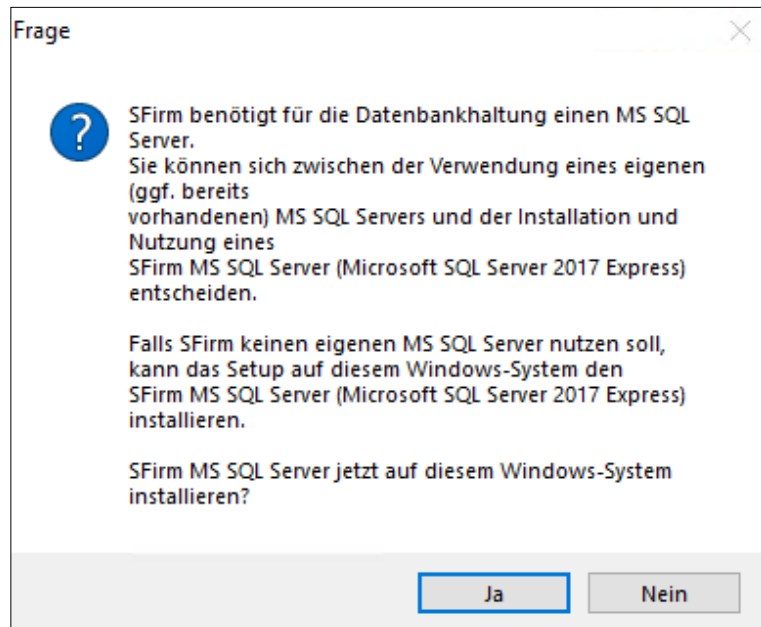 Frage
SFirm benötigt für die Datenbankhaltung einen MS SQL
Server.
Sie können sich zwischen der Verwendung eines eigenen
(ggf. bereits
vorhandenen) MS SQL Servers und der Installation und
Nutzung eines
SFirm MS SQL Server (Microsoft SQL Server 2017 Express)
entscheiden.
Falls SFirm keinen eigenen MS SQL Server nutzen soll,
kann das Setup auf diesem Windows-System den
SFirm MS SQL Server (Microsoft SQL Server 2017 Express)
installieren.
SFirm MS SQL Server jetzt auf diesem Windows-System
installieren?
Ja
Nein